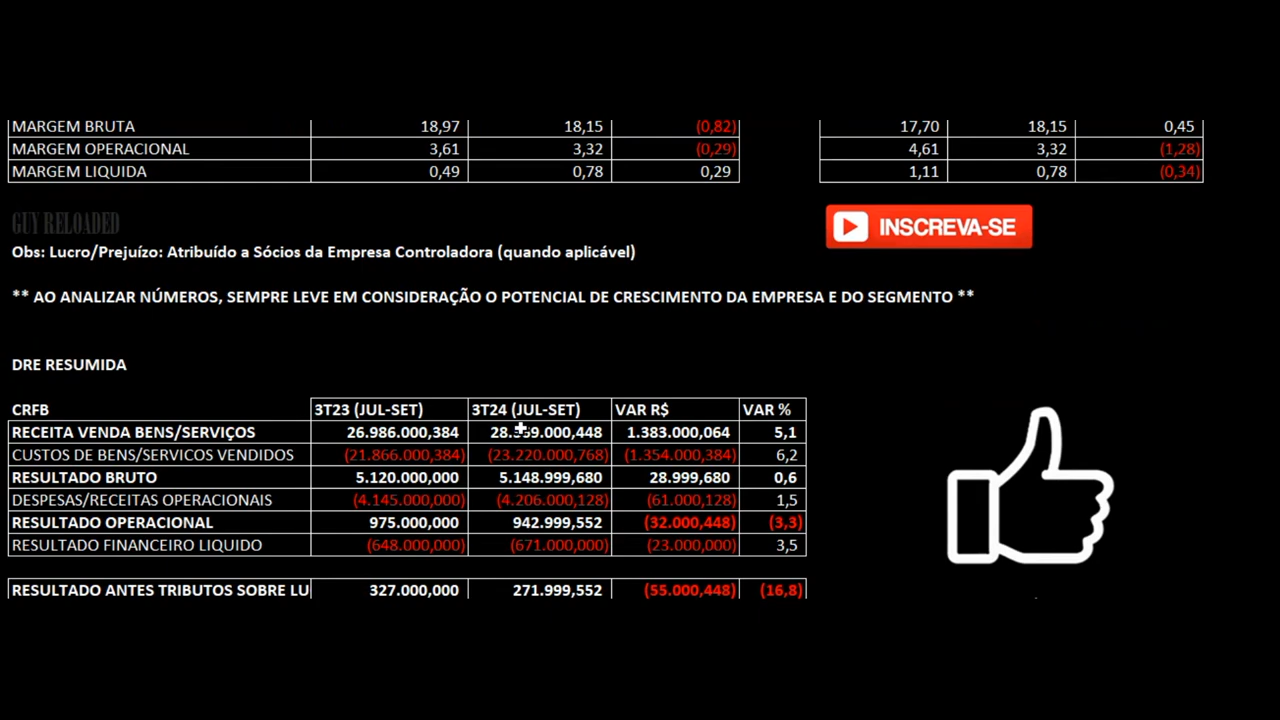 MARGEM BRUTA 18,97 18,15 (0,82) 17,70 18,15 0,45
MARGEM OPERACIONAL 3,61 3,32 (0,29) 4,61 3,32 (1,28)
MARGEM LIQUIDA 0,49 0,78 0,29 1,11 0,78 (0,34)
GUY RELOADED
INSCREVA-SE
Obs: Lucro/Prejuízo: Atribuído a Sócios da Empresa Controladora (quando aplicável)
** AO ANALIZAR NÚMEROS, SEMPRE LEVE EM CONSIDERAÇÃO O POTENCIAL DE CRESCIMENTO DA EMPRESA E DO SEGMENTO **
DRE RESUMIDA
CRFB 3T23 (JUL-SET) 3T24 (JUL-SET) VAR R$ VAR %
RECEITA VENDA BENS/SERVIÇOS 26.986.000,384 1.383.000,064 5,1
CUSTOS DE BENS/SERVICOS VENDIDOS (21.866.000,384) (23.220.000,768) (1.354.000,384) 6,2
RESULTADO BRUTO 5.120.000,000 5.148.999,680 28.999,680 0,6
DESPESAS/RECEITAS OPERACIONAIS (4.145.000,000) (4.206.000,128) (61.000,128) 1,5
RESULTADO OPERACIONAL 975.000,000 942.999,552 (32.000,448) (3,3)
RESULTADO FINANCEIRO LIQUIDO (648.000,000) (671.000,000) (23.000,000) 3,5
RESULTADO ANTES TRIBUTOS SOBRE LU 327.000,000 271.999,552 (55.000,448) (16,8)